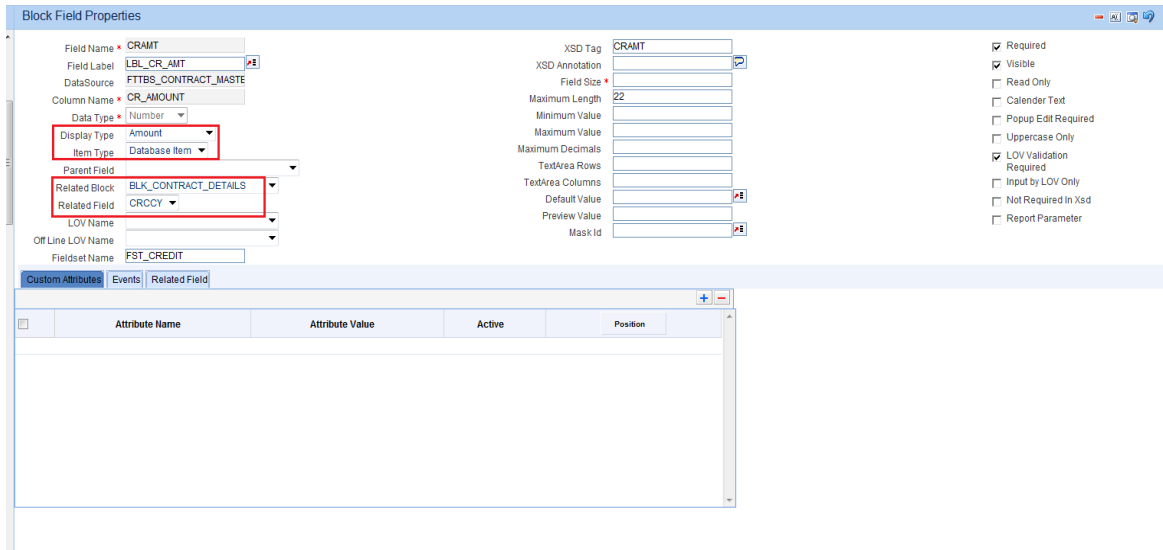 Block Field Properties
Field Name * CRAMT
Field Label LBL_CR_AMT
DataSource FTTBS_CONTRACT_MASTE
Column Name * CR_AMOUNT
Data Type * Number
Display Type Amount
Item Type Database Item
Parent Field
Related Block BLK_CONTRACT_DETAILS
Related Field CRCCY
LOV Name
Off Line LOV Name
Fieldset Name FST_CREDIT
XSD Tag CRAMT
XSD Annotation
Field Size *
Maximum Length 22
Minimum Value
Maximum Value
Maximum Decimals
TextArea Rows
TextArea Columns
Default Value
Preview Value
Mask Id
Required
Visible
Read Only
Calender Text
Popup Edit Required
Uppercase Only
LOV Validation
Required
Input by LOV Only
Not Required In Xsd
Report Parameter
Custom Attributes Events Related Field
Attribute Name Attribute Value Active Position